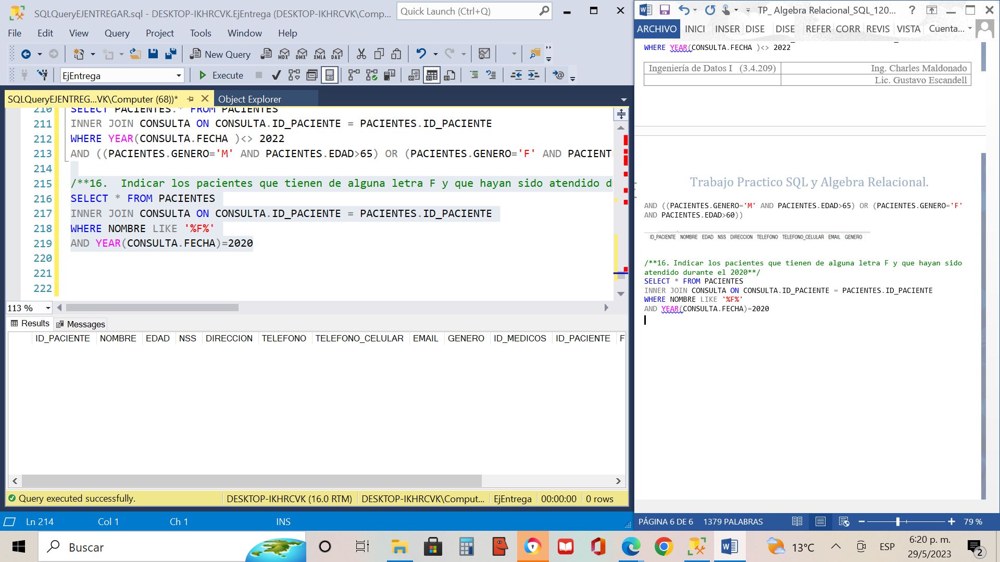 SQLQueryEJENTREGAR.sql - DESKTOP-IKHRCVK.EjEntrega (DESKTOP-IKHRCVK\Comp...
Quick Launch (Ctrl+Q)
File Edit View Query Project Tools Window Help
New Query
MDX DMX XMLA DAX
EjEntrega
Execute
SQLQueryEJENTREG...VK\Computer (68))*
Object Explorer
210 SELECT PACIENTES.* FROM PACIENTES
211 INNER JOIN CONSULTA ON CONSULTA.ID_PACIENTE = PACIENTES.ID_PACIENTE
212 WHERE YEAR(CONSULTA.FECHA )<> 2022
213 AND ((PACIENTES.GENERO='M' AND PACIENTES.EDAD>65) OR (PACIENTES.GENERO='F' AND PACIENT
214
215 /**16.  Indicar los pacientes que tienen de alguna letra F y que hayan sido atendido d
216 SELECT * FROM PACIENTES
217 INNER JOIN CONSULTA ON CONSULTA.ID_PACIENTE = PACIENTES.ID_PACIENTE
218 WHERE NOMBRE LIKE '%F%'
219 AND YEAR(CONSULTA.FECHA)=2020
220
221
222
113 %
Results Messages
ID_PACIENTE NOMBRE EDAD NSS DIRECCION TELEFONO TELEFONO_CELULAR EMAIL GENERO ID_MEDICOS ID_PACIENTE F
Query executed successfully.
DESKTOP-IKHRCVK (16.0 RTM) DESKTOP-IKHRCVK\Comput... EjEntrega 00:00:00 0 rows
Ln 214 Col 1 Ch 1 INS
TP_ Algebra Relacional_SQL_120...
?
ARCHIVO INICI INSER DISE DISE REFER CORR REVIS VISTA Cuenta...
WHERE YEAR(CONSULTA.FECHA )<> 2022
Ingeniería de Datos I   (3.4.209) Ing. Charles Maldonado
Lic. Gustavo Escandell
Trabajo Practico SQL y Algebra Relacional.
AND ((PACIENTES.GENERO='M' AND PACIENTES.EDAD>65) OR (PACIENTES.GENERO='F'
AND PACIENTES.EDAD>60))
ID_PACIENTE NOMBRE EDAD NSS DIRECCION TELEFONO TELEFONO_CELULAR EMAIL GENERO
/**16. Indicar los pacientes que tienen de alguna letra F y que hayan sido
atendido durante el 2020**/
SELECT * FROM PACIENTES
INNER JOIN CONSULTA ON CONSULTA.ID_PACIENTE = PACIENTES.ID_PACIENTE
WHERE NOMBRE LIKE '%F%'
AND YEAR(CONSULTA.FECHA)=2020
PÁGINA 6 DE 6 1379 PALABRAS 79 %
Buscar
13°C
ESP
6:20 p. m.
29/5/2023
2